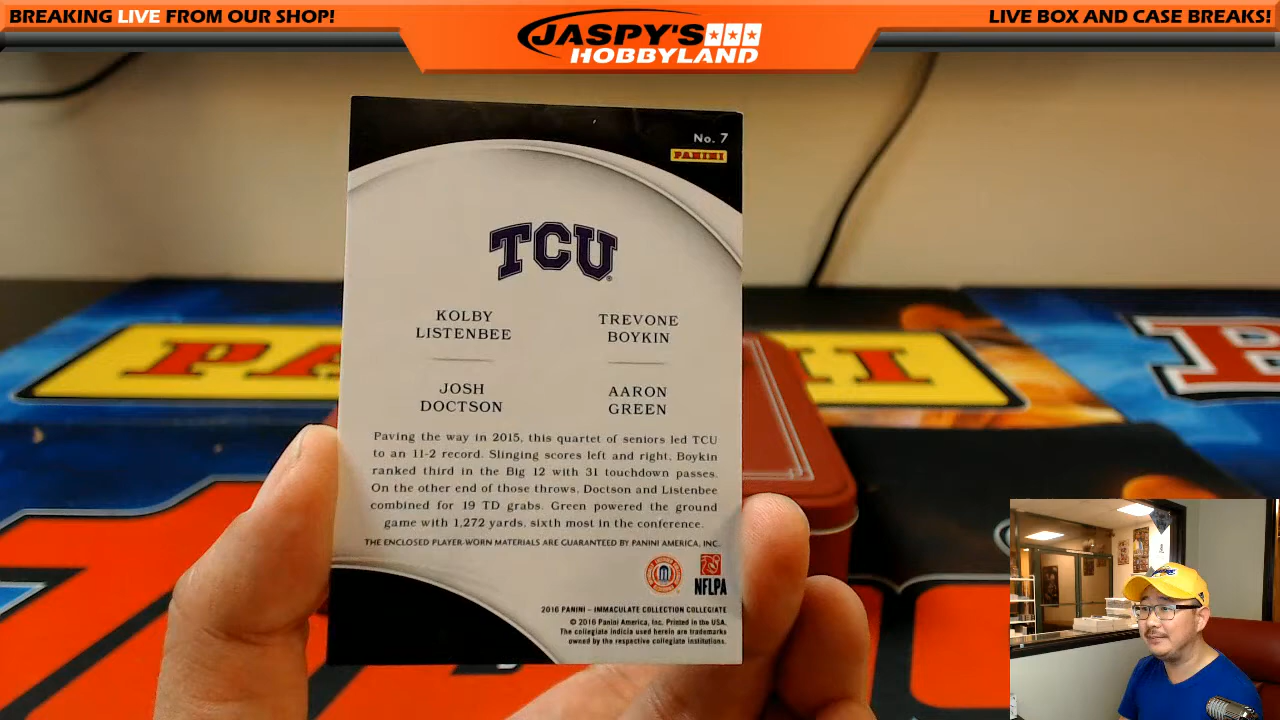 BREAKING LIVE FROM OUR SHOP!
JASPY'S
HOBBYLAND
LIVE BOX AND CASE BREAKS!
No. 7
PANINI
TCU
KOLBY
LISTENBEE
TREVONE
BOYKIN
JOSH
DOCTSON
AARON
GREEN
Paving the way in 2015, this quartet of seniors led TCU
to an 11-2 record. Slinging scores left and right, Boykin
ranked third in the Big 12 with 31 touchdown passes.
On the other end of those throws, Doctson and Listenbee
combined for 19 TD grabs. Green powered the ground
game with 1,272 yards, sixth most in the conference.
THE ENCLOSED PLAYER-WORN MATERIALS ARE GUARANTEED BY PANINI AMERICA, INC.
NFLPA
2016 PANINI – IMMACULATE COLLECTION COLLEGIATE
© 2016 Panini America, Inc. Printed in the USA.
The collegiate indicia used herein are trademarks
owned by the respective collegiate institutions.